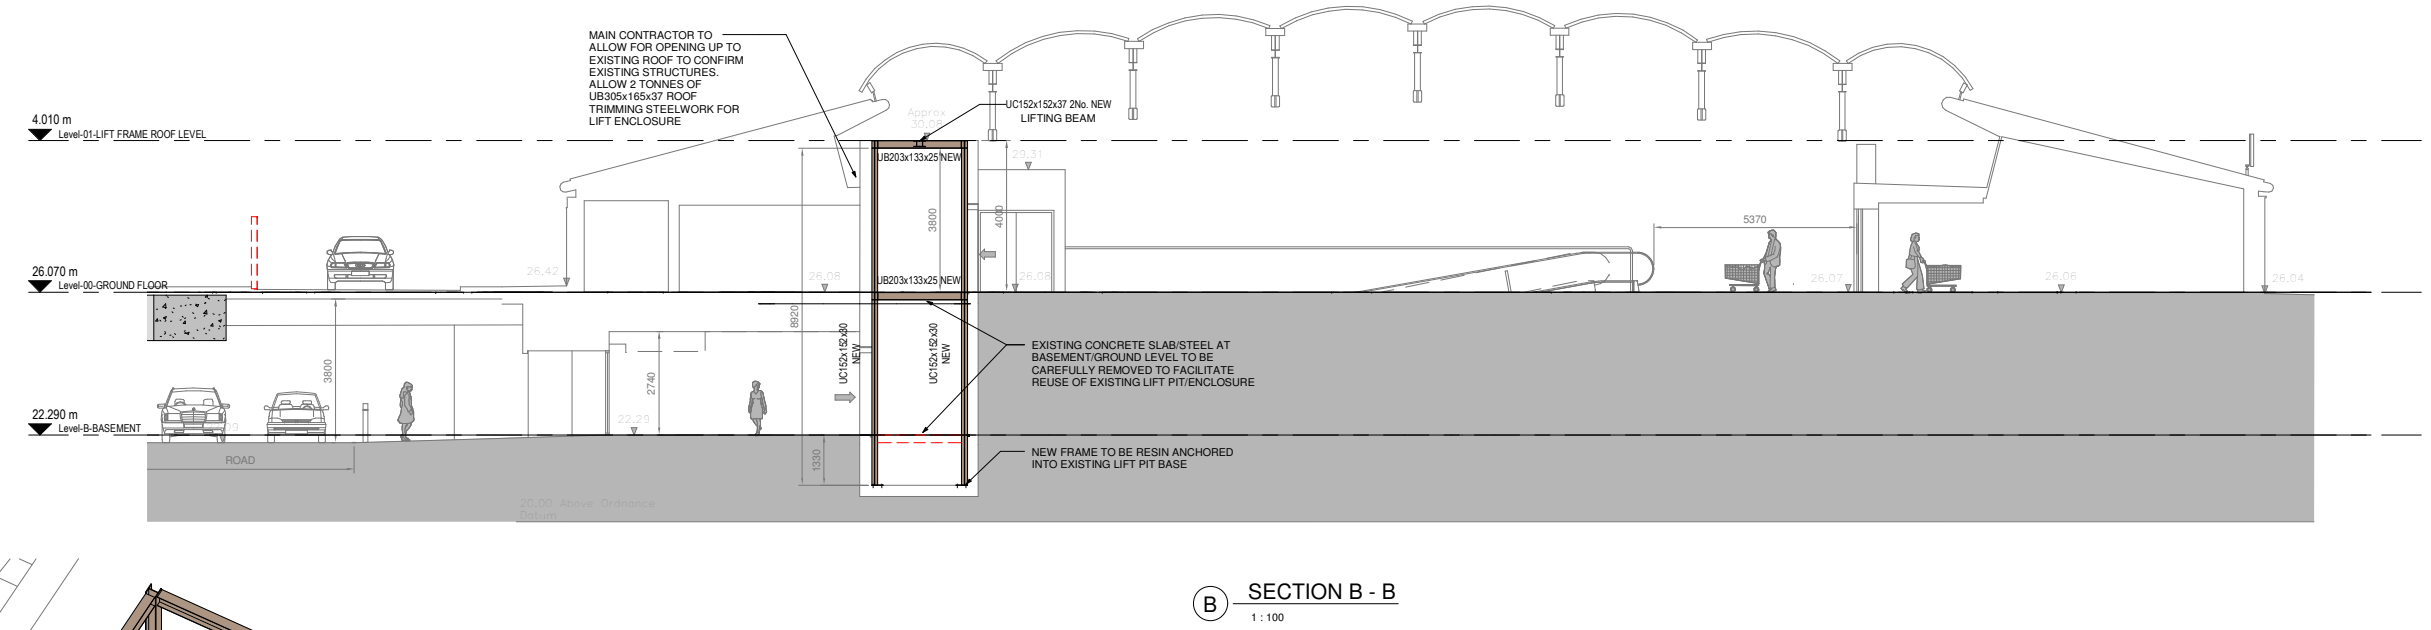 MAIN CONTRACTOR TO
ALLOW FOR OPENING UP TO
EXISTING ROOF TO CONFIRM
EXISTING STRUCTURES.
ALLOW 2 TONNES OF
UB305x165x37 ROOF
TRIMMING STEELWORK FOR
LIFT ENCLOSURE
UC152x152x37 2No. NEW
LIFTING BEAM
Approx
30.08
4.010 m
Level-01-LIFT FRAME ROOF LEVEL
UB203x133x25 NEW
29.31
3800
4000
5370
26.070 m
Level-00-GROUND FLOOR
26.42
26.08
UB203x133x25 NEW
26.08
26.07
26.06
26.04
8920
3800
2740
UC152x152x30
NEW
UC152x152x30
NEW
EXISTING CONCRETE SLAB/STEEL AT
BASEMENT/GROUND LEVEL TO BE
CAREFULLY REMOVED TO FACILITATE
REUSE OF EXISTING LIFT PIT/ENCLOSURE
22.290 m
Level-B-BASEMENT
22.29
ROAD
1330
NEW FRAME TO BE RESIN ANCHORED
INTO EXISTING LIFT PIT BASE
20.00 Above Ordnance
Datum
B
SECTION B - B
1 : 100